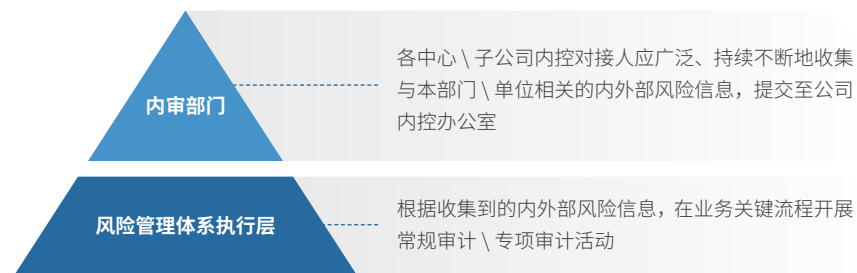 内审部门
各中心 \ 子公司内控对接人应广泛、持续不断地收集
与本部门 \ 单位相关的内外部风险信息，提交至公司
内控办公室
风险管理体系执行层
根据收集到的内外部风险信息，在业务关键流程开展
常规审计 \ 专项审计活动